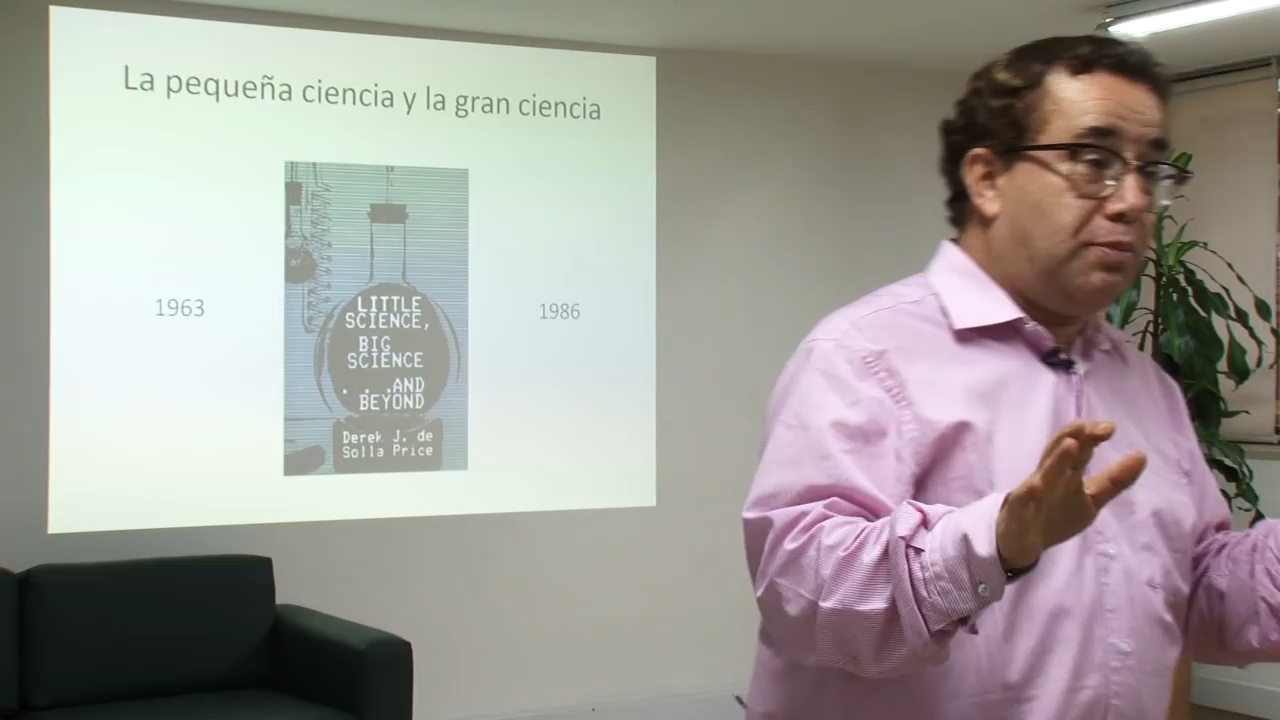 La pequeña ciencia y la gran ciencia
1963
LITTLE
SCIENCE,
BIG
SCIENCE
. . .AND
BEYOND
Derek J. de
Solla Price
1986